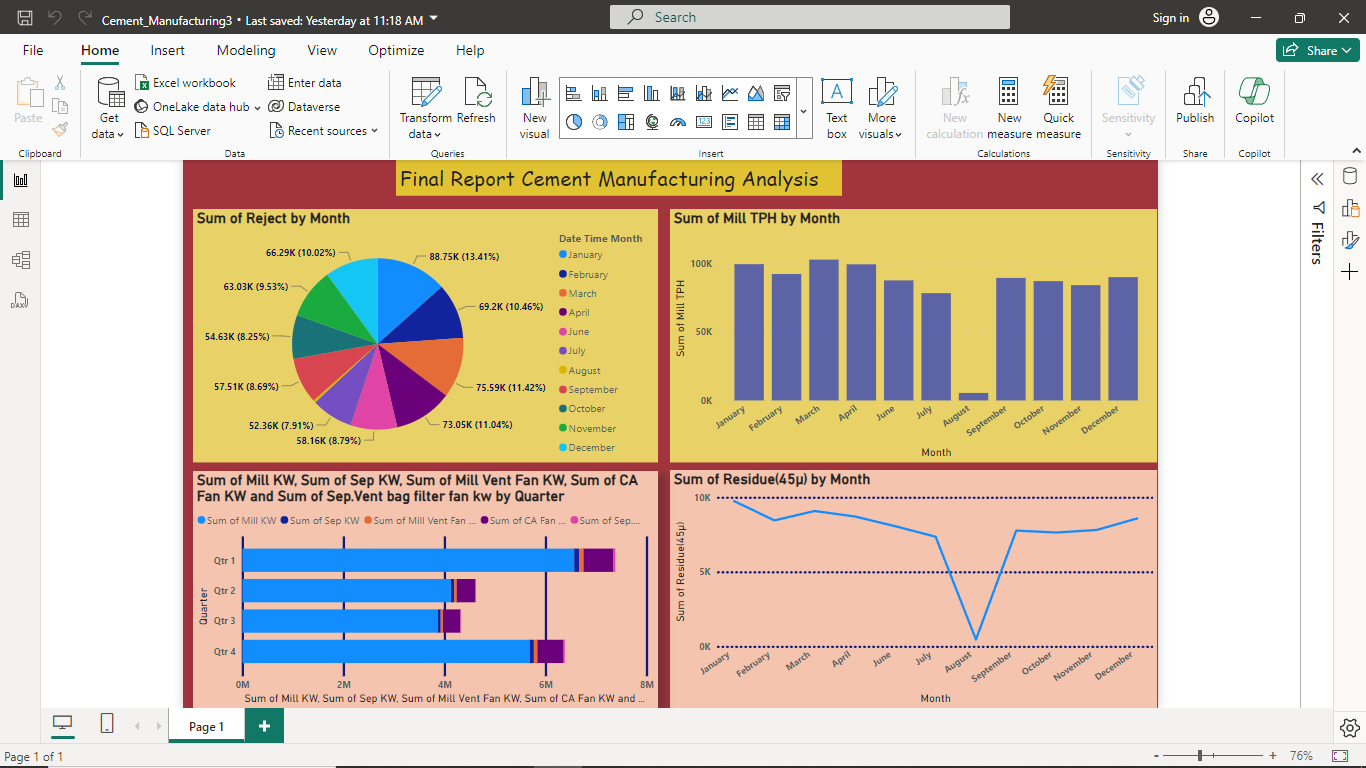 Cement_Manufacturing3 • Last saved: Yesterday at 11:18 AM
Search
Sign in
File Home Insert Modeling View Optimize Help
Share
Paste
Clipboard
Get data
Excel workbook
OneLake data hub
SQL Server
Enter data
Dataverse
Recent sources
Data
Transform data
Refresh
Queries
New visual
Text box
More visuals
Insert
New calculation
New measure
Quick measure
Calculations
Sensitivity
Sensitivity
Publish
Share
Copilot
Copilot
DAX
Filters
Final Report Cement Manufacturing Analysis
Sum of Reject by Month
88.75K (13.41%)
69.2K (10.46%)
75.59K (11.42%)
73.05K (11.04%)
58.16K (8.79%)
52.36K (7.91%)
57.51K (8.69%)
54.63K (8.25%)
63.03K (9.53%)
66.29K (10.02%)
Date Time Month
January
February
March
April
June
July
August
September
October
November
December
Sum of Mill TPH by Month
Sum of Mill TPH
100K
50K
0K
January
February
March
April
June
July
August
September
October
November
December
Month
Sum of Mill KW, Sum of Sep KW, Sum of Mill Vent Fan KW, Sum of CA
Fan KW and Sum of Sep.Vent bag filter fan kw by Quarter
Sum of Mill KW Sum of Sep KW Sum of Mill Vent Fan ... Sum of CA Fan ... Sum of Sep....
Quarter
Qtr 1
Qtr 2
Qtr 3
Qtr 4
0M 2M 4M 6M 8M
Sum of Mill KW, Sum of Sep KW, Sum of Mill Vent Fan KW, Sum of CA Fan KW and ...
Sum of Residue(45µ) by Month
Sum of Residue(45µ)
10K
5K
0K
January
February
March
April
June
July
August
September
October
November
December
Month
Page 1
Page 1 of 1
- + 76%